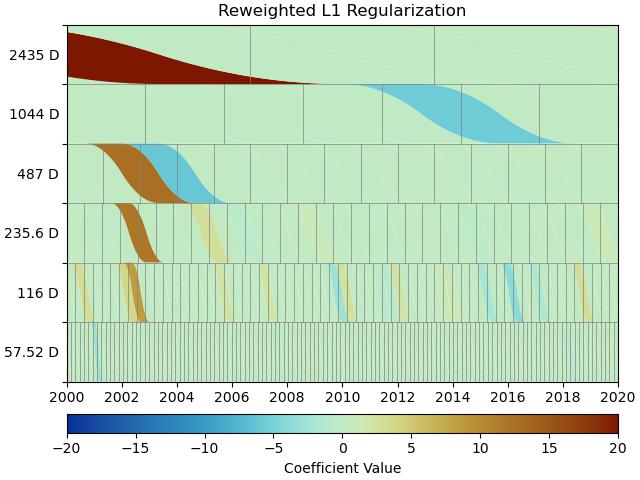 Reweighted L1 Regularization
2435 D
1044 D
487 D
235.6 D
116 D
57.52 D
2000 2002 2004 2006 2008 2010 2012 2014 2016 2018 2020
−20 −15 −10 −5 0 5 10 15 20
Coefficient Value